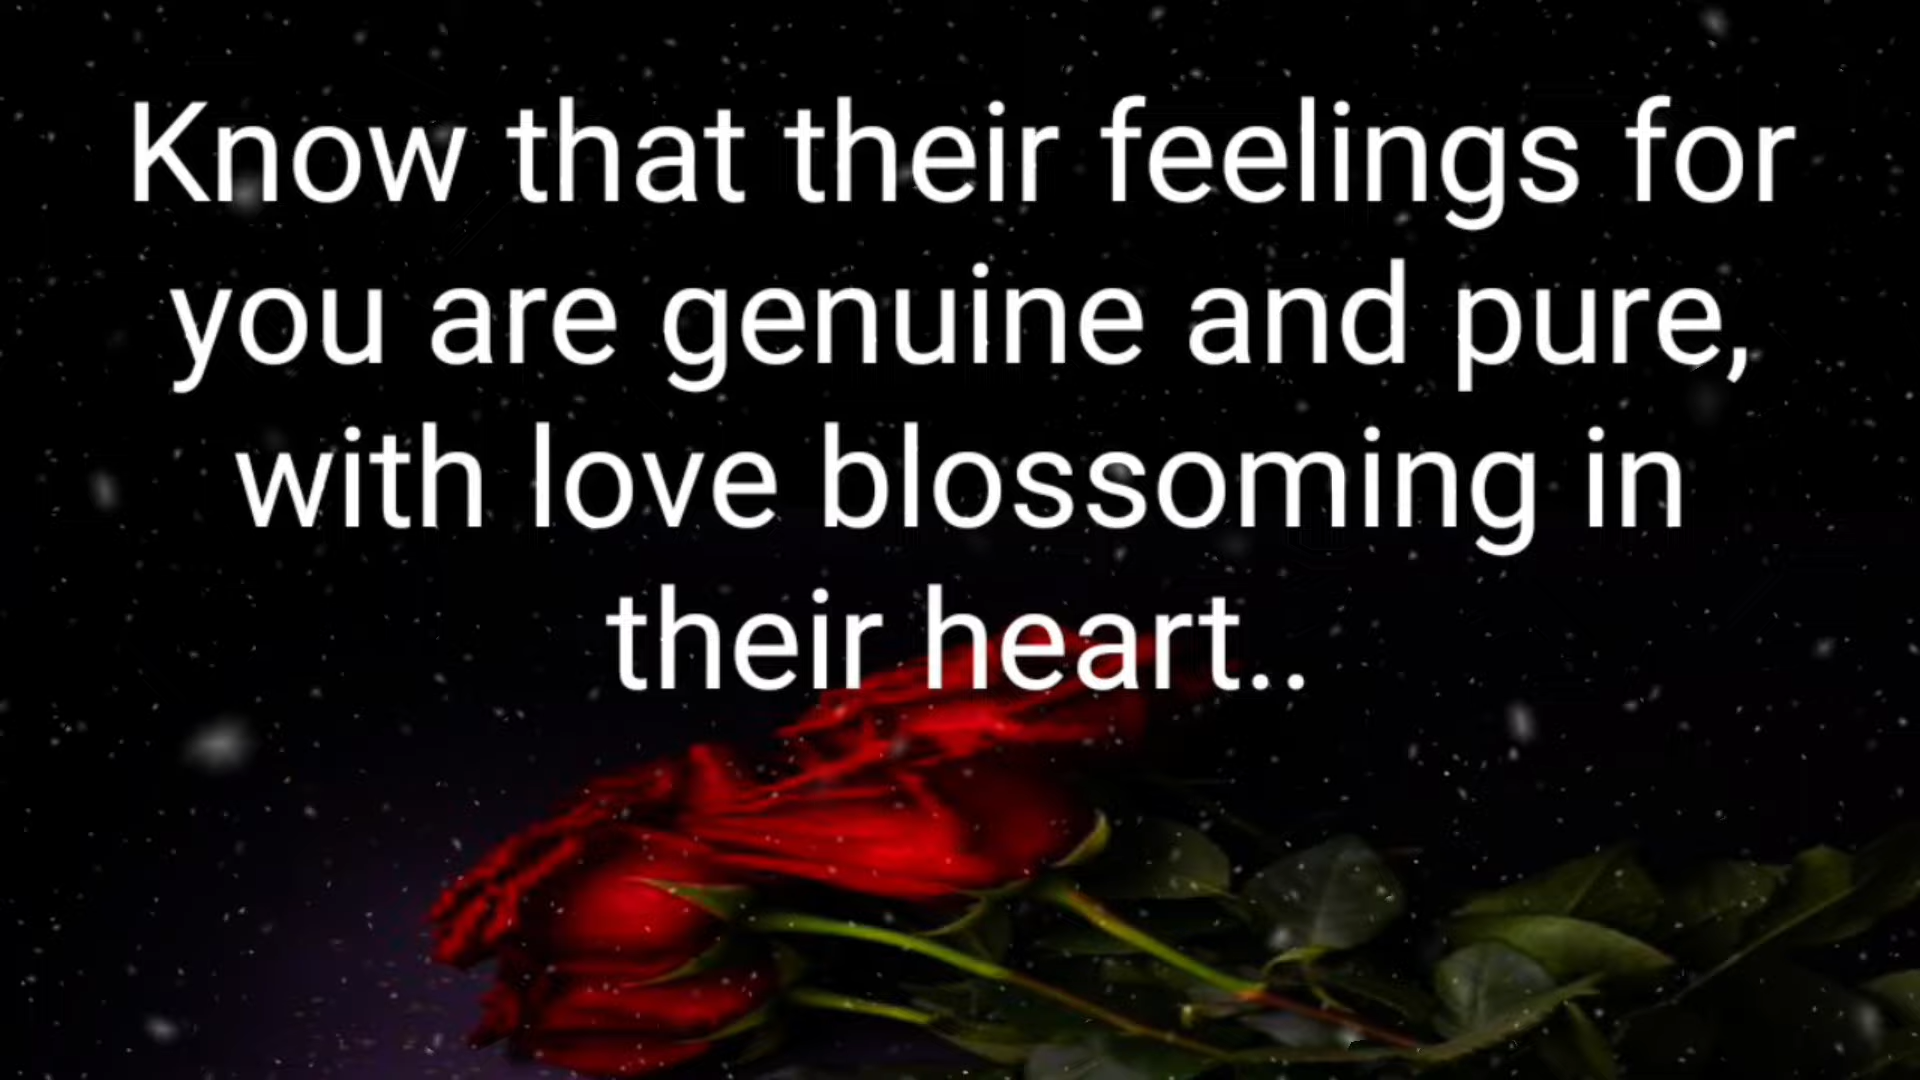 Know that their feelings for
you are genuine and pure,
with love blossoming in
their heart..